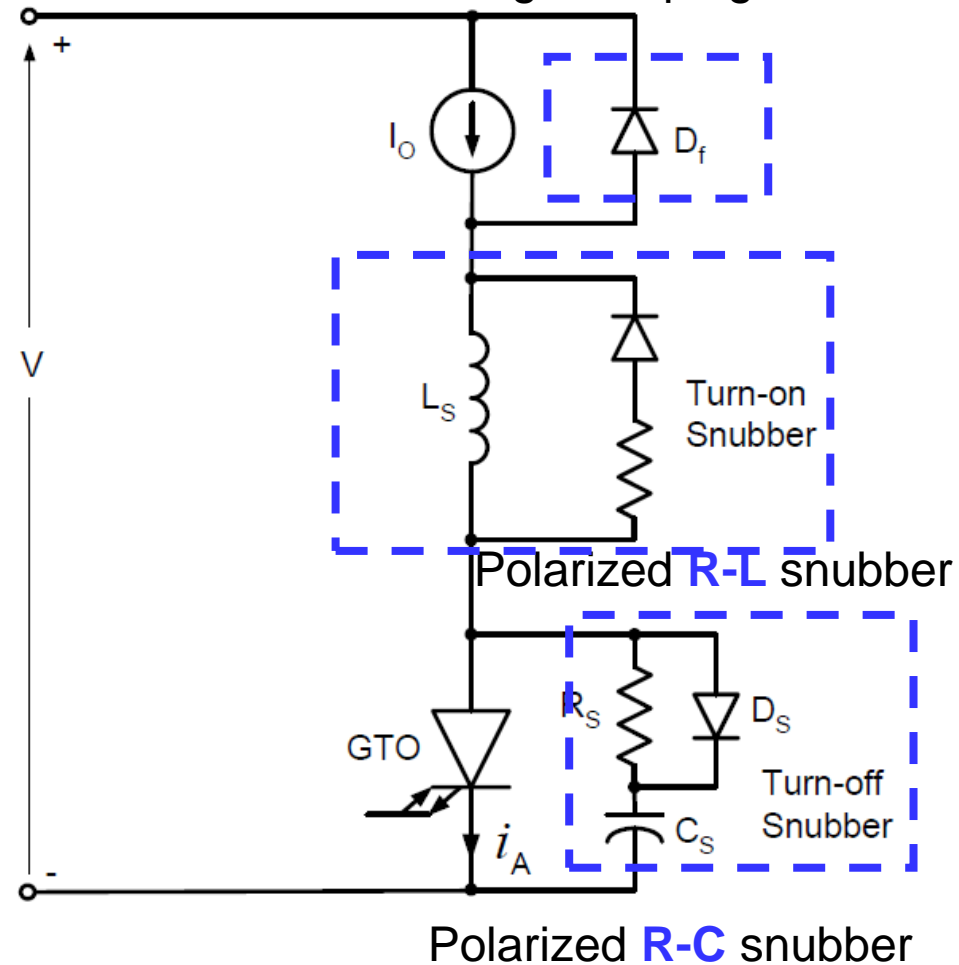 +
I_O
D_f
V
L_S
Turn-on
Snubber
Polarized R-L snubber
R_S
D_S
GTO
Turn-off
Snubber
C_S
i_A
-
Polarized R-C snubber